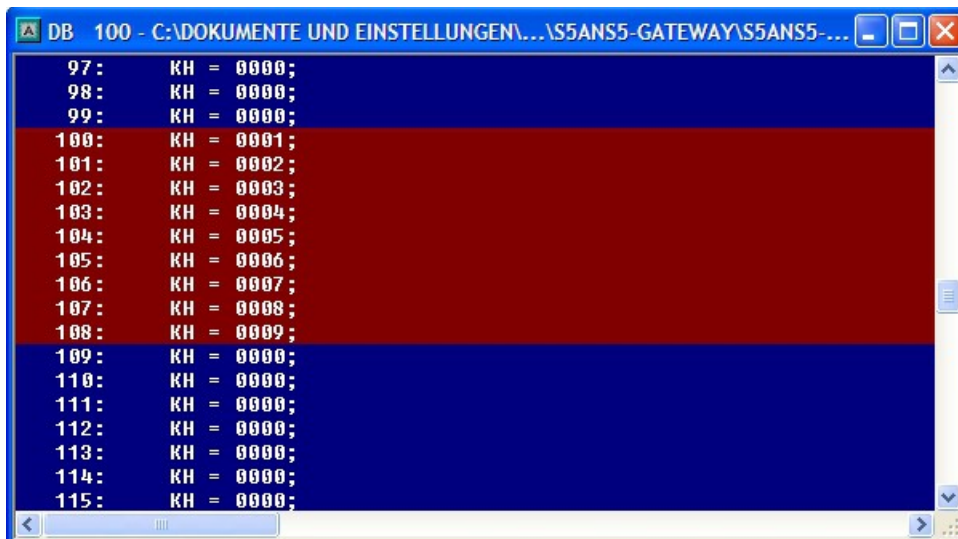 DB 100 - C:\DOKUMENTE UND EINSTELLUNGEN\...\S5ANS5-GATEWAY\S5ANS5-...
97: KH = 0000;
98: KH = 0000;
99: KH = 0000;
100: KH = 0001;
101: KH = 0002;
102: KH = 0003;
103: KH = 0004;
104: KH = 0005;
105: KH = 0006;
106: KH = 0007;
107: KH = 0008;
108: KH = 0009;
109: KH = 0000;
110: KH = 0000;
111: KH = 0000;
112: KH = 0000;
113: KH = 0000;
114: KH = 0000;
115: KH = 0000;